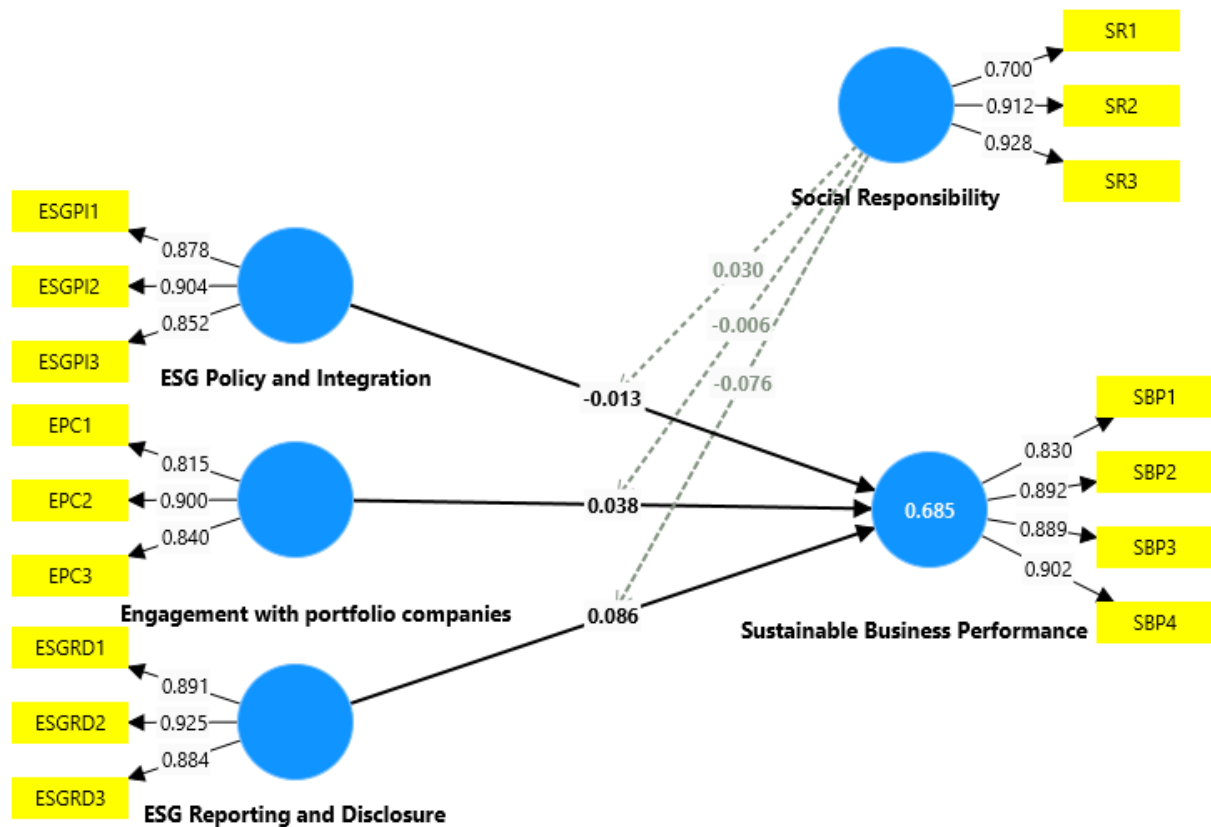 SR1
0.700
SR2
0.912
SR3
0.928
Social Responsibility
ESGPI1
0.878
ESGPI2
0.904
ESGPI3
0.852
ESG Policy and Integration
0.030
-0.006
-0.076
-0.013
EPC1
0.815
EPC2
0.900
EPC3
0.840
Engagement with portfolio companies
0.038
0.086
SBP1
0.830
SBP2
0.892
SBP3
0.889
SBP4
0.902
0.685
Sustainable Business Performance
ESGRD1
0.891
ESGRD2
0.925
ESGRD3
0.884
ESG Reporting and Disclosure